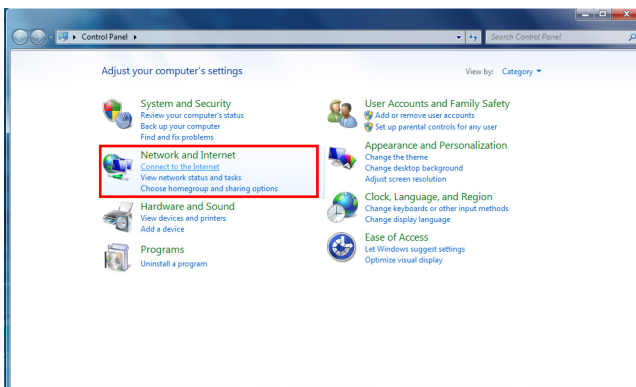 Control Panel
Search Control Panel
Adjust your computer's settings
View by: Category
System and Security
Review your computer's status
Back up your computer
Find and fix problems
Network and Internet
Connect to the Internet
View network status and tasks
Choose homegroup and sharing options
Hardware and Sound
View devices and printers
Add a device
Programs
Uninstall a program
User Accounts and Family Safety
Add or remove user accounts
Set up parental controls for any user
Appearance and Personalization
Change the theme
Change desktop background
Adjust screen resolution
Clock, Language, and Region
Change keyboards or other input methods
Change display language
Ease of Access
Let Windows suggest settings
Optimize visual display